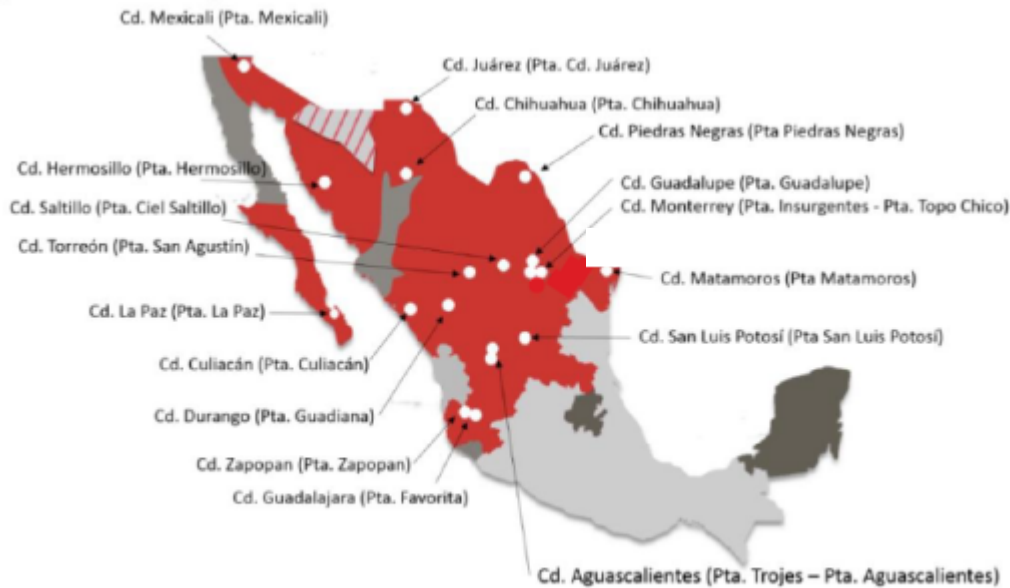 Cd. Mexicali (Pta. Mexicali)
Cd. Juárez (Pta. Cd. Juárez)
Cd. Chihuahua (Pta. Chihuahua)
Cd. Piedras Negras (Pta Piedras Negras)
Cd. Hermosillo (Pta. Hermosillo)
Cd. Guadalupe (Pta. Guadalupe)
Cd. Saltillo (Pta. Ciel Saltillo)
Cd. Monterrey (Pta. Insurgentes - Pta. Topo Chico)
Cd. Torreón (Pta. San Agustín)
Cd. Matamoros (Pta Matamoros)
Cd. La Paz (Pta. La Paz)
Cd. San Luis Potosí (Pta San Luis Potosí)
Cd. Culiacán (Pta. Culiacán)
Cd. Durango (Pta. Guadiana)
Cd. Zapopan (Pta. Zapopan)
Cd. Guadalajara (Pta. Favorita)
Cd. Aguascalientes (Pta. Trojes – Pta. Aguascalientes)